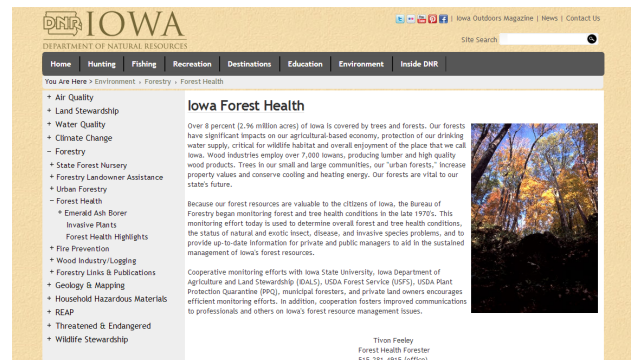 DNR IOWA
DEPARTMENT OF NATURAL RESOURCES
| Iowa Outdoors Magazine | News | Contact Us
Site Search
Home Hunting Fishing Recreation Destinations Education Environment Inside DNR
You Are Here > Environment › Forestry › Forest Health
+ Air Quality
+ Land Stewardship
+ Water Quality
+ Climate Change
− Forestry
+ State Forest Nursery
+ Forestry Landowner Assistance
+ Urban Forestry
− Forest Health
+ Emerald Ash Borer
Invasive Plants
Forest Health Highlights
+ Fire Prevention
+ Wood Industry/Logging
+ Forestry Links & Publications
+ Geology & Mapping
+ Household Hazardous Materials
+ REAP
+ Threatened & Endangered
+ Wildlife Stewardship
Iowa Forest Health
Over 8 percent (2.96 million acres) of Iowa is covered by trees and forests. Our forests
have significant impacts on our agricultural-based economy, protection of our drinking
water supply, critical for wildlife habitat and overall enjoyment of the place that we call
Iowa. Wood industries employ over 7,000 Iowans, producing lumber and high quality
wood products. Trees in our small and large communities, our "urban forests," increase
property values and conserve cooling and heating energy. Our forests are vital to our
state's future.
Because our forest resources are valuable to the citizens of Iowa, the Bureau of
Forestry began monitoring forest and tree health conditions in the late 1970's. This
monitoring effort today is used to determine overall forest and tree health conditions,
the status of natural and exotic insect, disease, and invasive species problems, and to
provide up-to-date information for private and public managers to aid in the sustained
management of Iowa's forest resources.
Cooperative monitoring efforts with Iowa State University, Iowa Department of
Agriculture and Land Stewardship (IDALS), USDA Forest Service (USFS), USDA Plant
Protection Quarantine (PPQ), municipal foresters, and private land owners encourages
efficient monitoring efforts. In addition, cooperation fosters improved communications
to professionals and others on Iowa's forest resource management issues.
Tivon Feeley
Forest Health Forester
515-281-4915 (office)